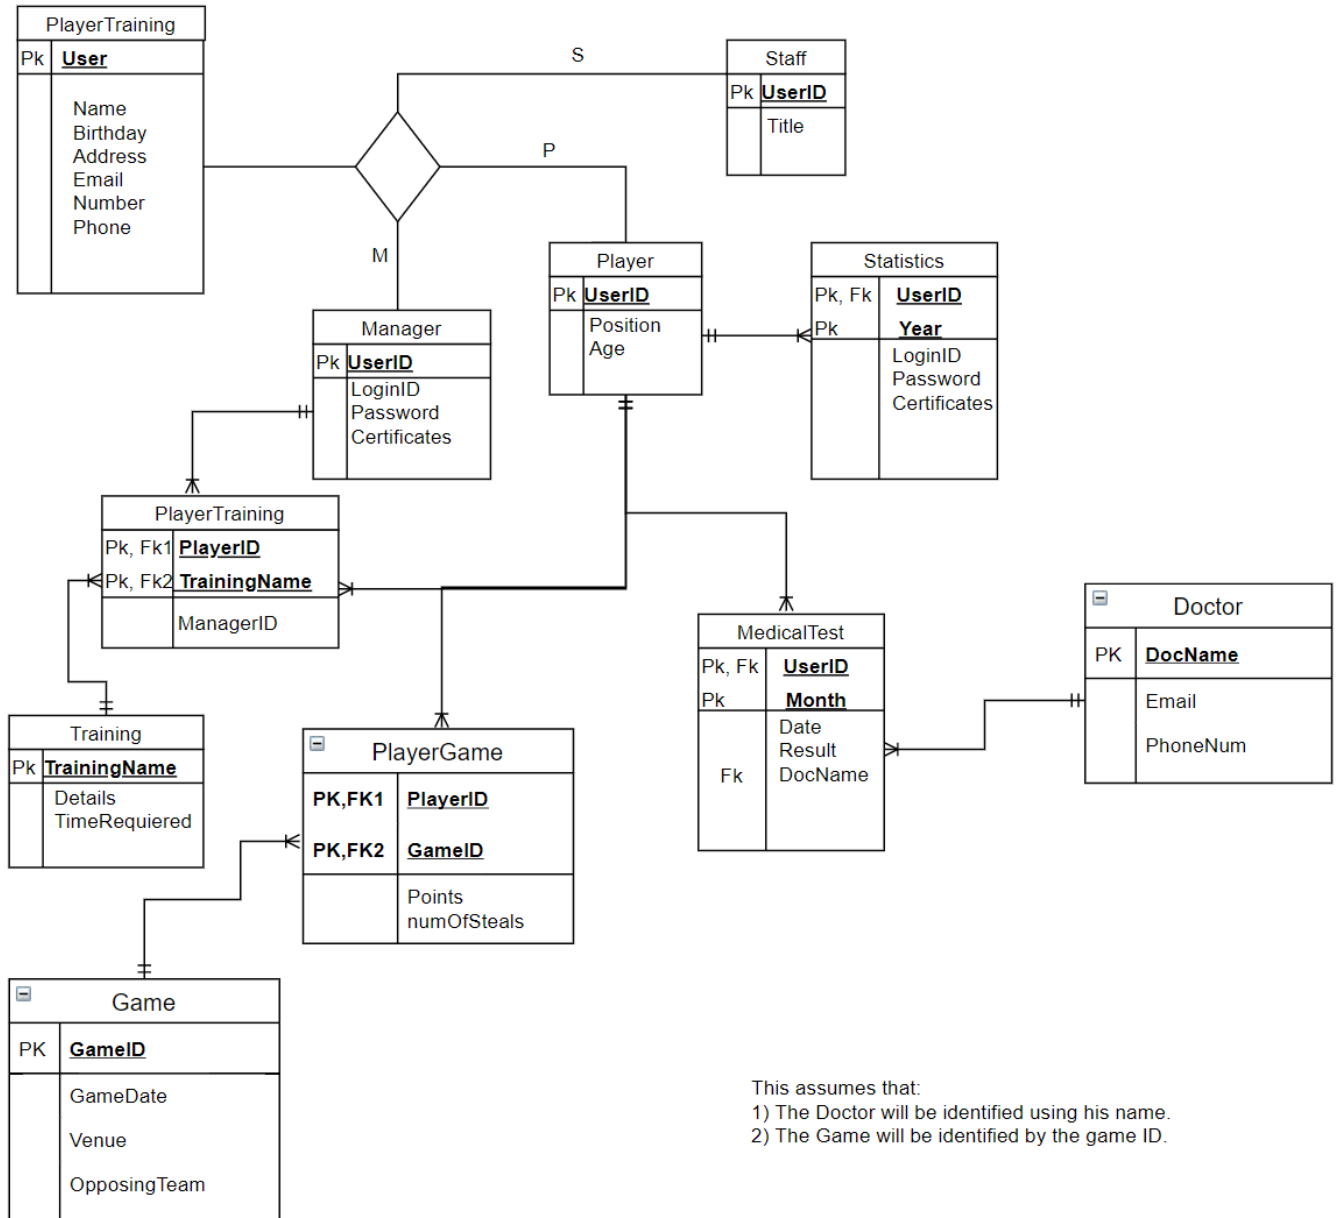 PlayerTraining
Pk User
Name
Birthday
Address
Email
Number
Phone
S
P
M
Staff
Pk UserID
Title
Player
Pk UserID
Position
Age
Statistics
Pk, Fk UserID
Pk Year
LoginID
Password
Certificates
Manager
Pk UserID
LoginID
Password
Certificates
PlayerTraining
Pk, Fk1 PlayerID
Pk, Fk2 TrainingName
ManagerID
MedicalTest
Pk, Fk UserID
Pk Month
Date
Result
Fk DocName
Doctor
PK DocName
Email
PhoneNum
Training
Pk TrainingName
Details
TimeRequiered
PlayerGame
PK,FK1 PlayerID
PK,FK2 GameID
Points
numOfSteals
Game
PK GameID
GameDate
Venue
OpposingTeam
This assumes that:
1) The Doctor will be identified using his name.
2) The Game will be identified by the game ID.